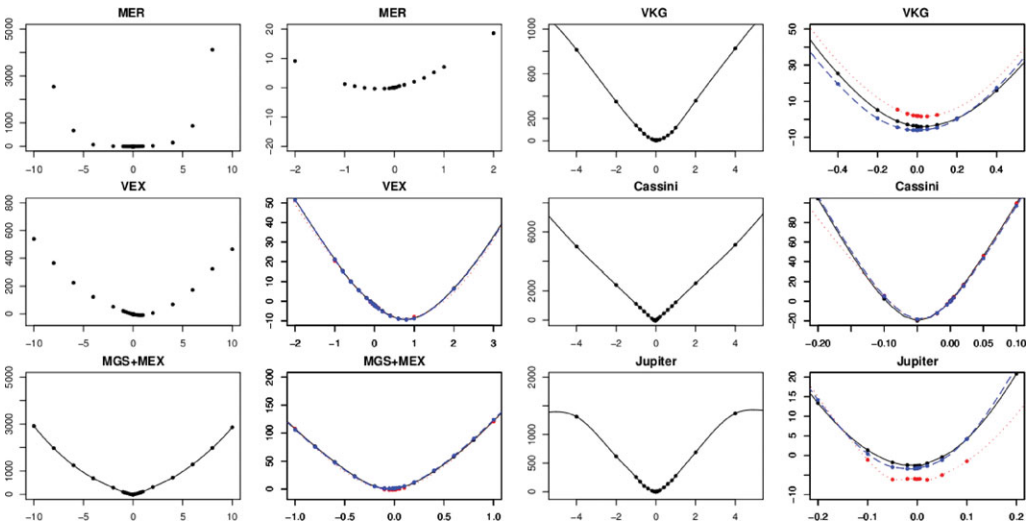 MER
5000
3000
1000
0
−10 −5 0 5 10
MER
20
10
0
−10
−20
−2 −1 0 1 2
VKG
1000
600
200
0
−4 −2 0 2 4
VKG
50
30
10
−10
−0.4 −0.2 0.0 0.2 0.4
VEX
800
600
400
200
0
−10 −5 0 5 10
VEX
50
40
30
20
10
0
−10
−2 −1 0 1 2 3
Cassini
6000
2000
0
−4 −2 0 2 4
Cassini
100
80
60
40
20
0
−20
−0.20 −0.10 0.00 0.05 0.10
MGS+MEX
5000
3000
1000
0
−10 −5 0 5 10
MGS+MEX
200
150
100
50
0
−1.0 −0.5 0.0 0.5 1.0
Jupiter
2000
1500
1000
500
0
−4 −2 0 2 4
Jupiter
20
15
10
5
0
−5
−10
−0.2 −0.1 0.0 0.1 0.2